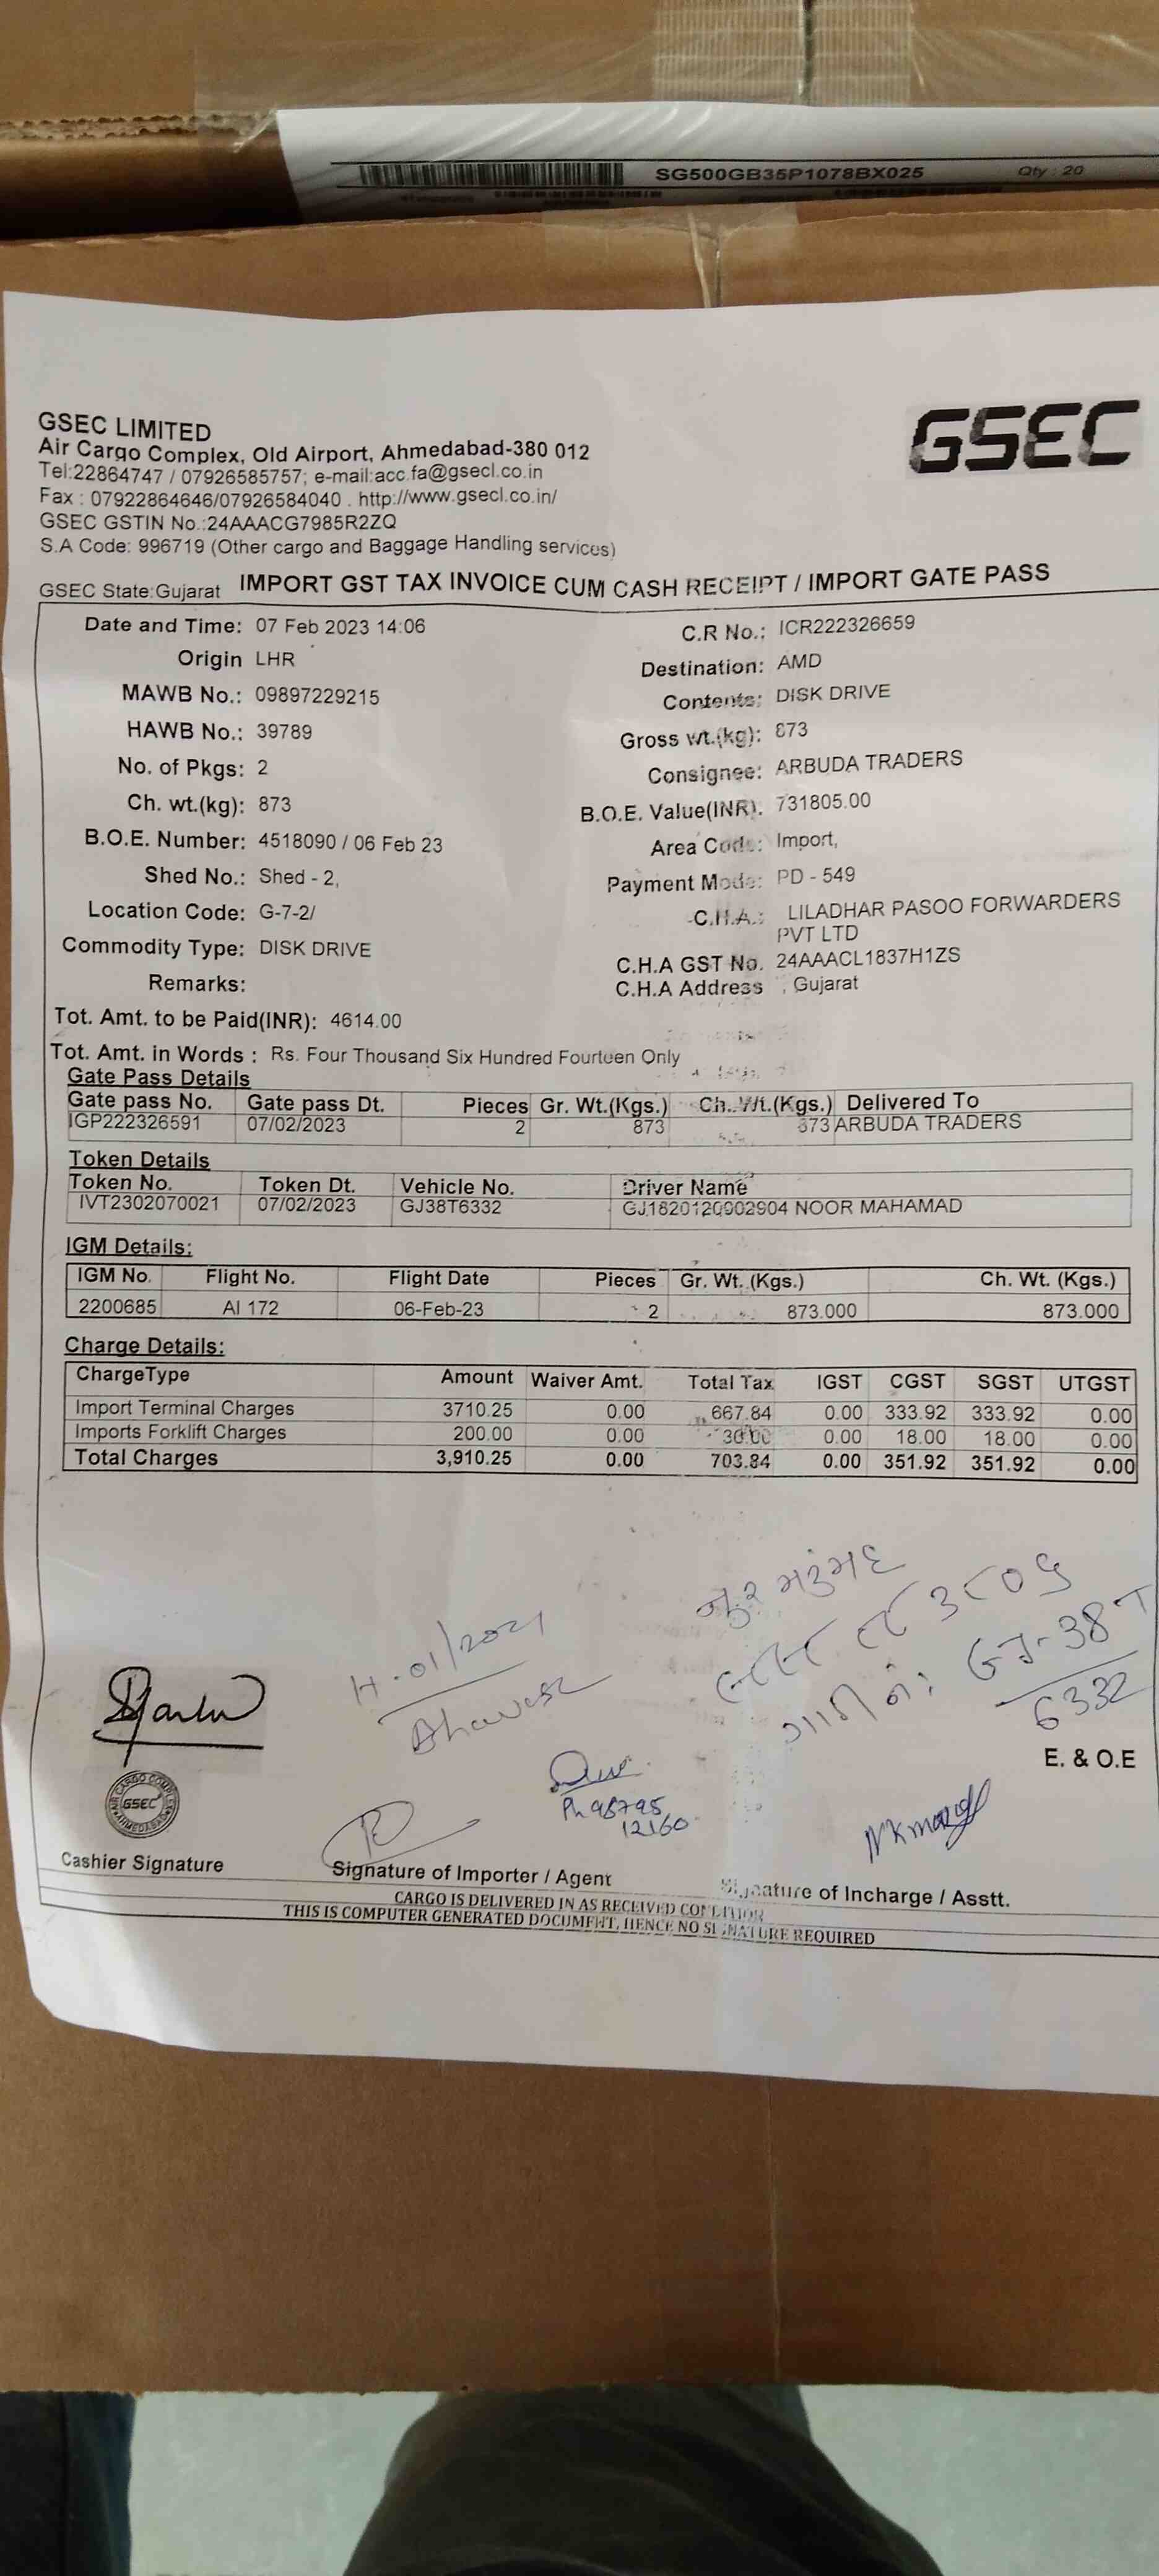 SG500GB35P1078BX025 Qty : 20
GSEC
GSEC LIMITED
Air Cargo Complex, Old Airport, Ahmedabad-380 012
Tel:22864747 / 07926585757; e-mail:acc.fa@gsecl.co.in
Fax : 07922864646/07926584040 . http://www.gsecl.co.in/
GSEC GSTIN No.:24AAACG7985R2ZQ
S.A Code: 996719 (Other cargo and Baggage Handling services)
GSEC State:Gujarat IMPORT GST TAX INVOICE CUM CASH RECEIPT / IMPORT GATE PASS
Date and Time: 07 Feb 2023 14:06 C.R No.: ICR222326659
Origin LHR Destination: AMD
MAWB No.: 09897229215 Contents: DISK DRIVE
HAWB No.: 39789 Gross wt.(kg): 873
No. of Pkgs: 2 Consignee: ARBUDA TRADERS
Ch. wt.(kg): 873 B.O.E. Value(INR). 731805.00
B.O.E. Number: 4518090 / 06 Feb 23 Area Code: Import,
Shed No.: Shed - 2, Payment Mode: PD - 549
Location Code: G-7-2/ C.H.A.: LILADHAR PASOO FORWARDERS
PVT LTD
Commodity Type: DISK DRIVE C.H.A GST No. 24AAACL1837H1ZS
Remarks: C.H.A Address , Gujarat
Tot. Amt. to be Paid(INR): 4614.00
Tot. Amt. in Words : Rs. Four Thousand Six Hundred Fourteen Only
Gate Pass Details
Gate pass No. Gate pass Dt. Pieces Gr. Wt.(Kgs.) Ch. Wt.(Kgs.) Delivered To
IGP222326591 07/02/2023 2 873 873 ARBUDA TRADERS
Token Details
Token No. Token Dt. Vehicle No. Driver Name
IVT2302070021 07/02/2023 GJ38T6332 GJ1820120002904 NOOR MAHAMAD
IGM Details:
IGM No. Flight No. Flight Date Pieces Gr. Wt. (Kgs.) Ch. Wt. (Kgs.)
2200685 AI 172 06-Feb-23 2 873.000 873.000
Charge Details:
ChargeType Amount Waiver Amt. Total Tax IGST CGST SGST UTGST
Import Terminal Charges 3710.25 0.00 667.84 0.00 333.92 333.92 0.00
Imports Forklift Charges 200.00 0.00 36.00 0.00 18.00 18.00 0.00
Total Charges 3,910.25 0.00 703.84 0.00 351.92 351.92 0.00
નુર મહંમદ
H-01/2021
ગાડી નં: GJ-38T
6332
E. & O.E
GSEC
Ph 98795
12160
Cashier Signature Signature of Importer / Agent Signature of Incharge / Asstt.
CARGO IS DELIVERED IN AS RECEIVED CONDITION
THIS IS COMPUTER GENERATED DOCUMENT, HENCE NO SIGNATURE REQUIRED